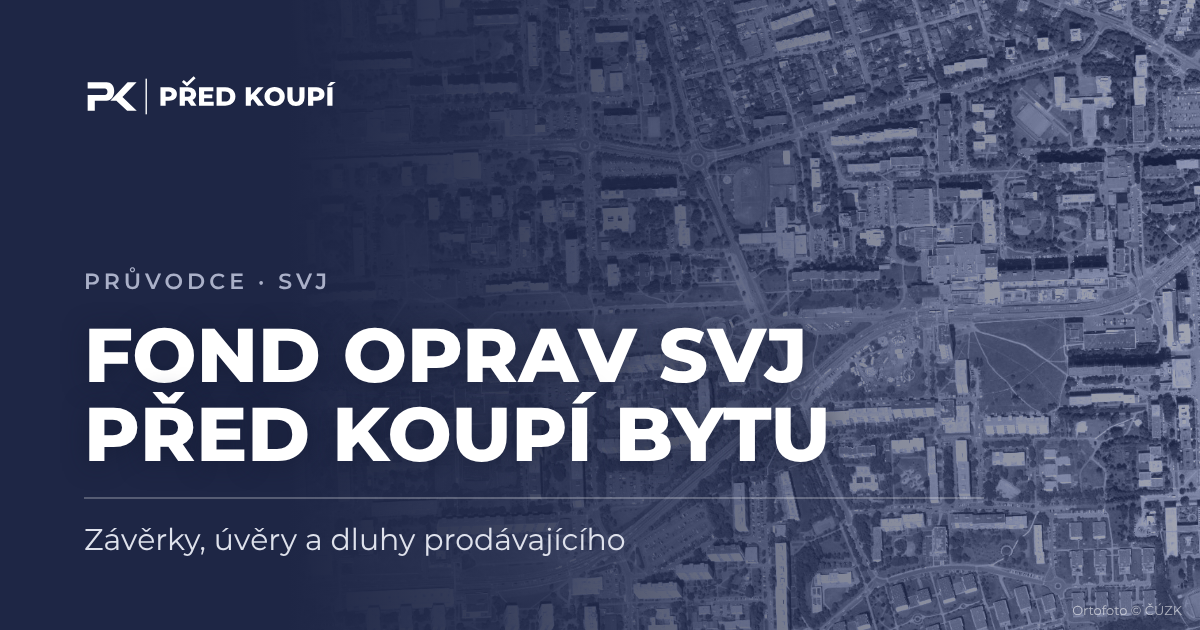 PK | PŘED KOUPÍ
PRŮVODCE · SVJ
FOND OPRAV SVJ
PŘED KOUPÍ BYTU
Závěrky, úvěry a dluhy prodávajícího
Ortofoto © ČÚZK